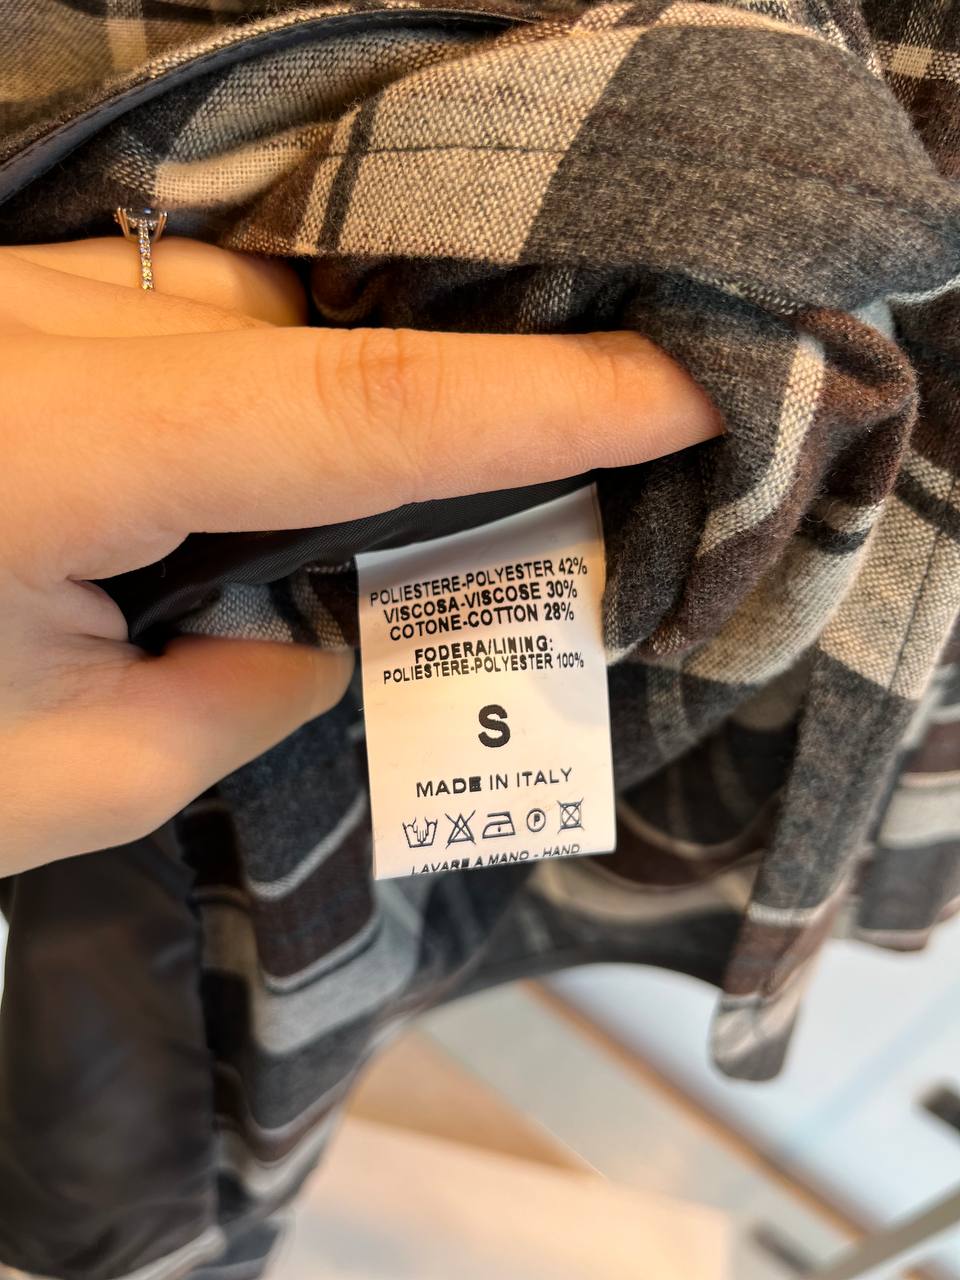 POLIESTERE-POLYESTER 42%
VISCOSA-VISCOSE 30%
COTONE-COTTON 28%
FODERA/LINING:
POLIESTERE-POLYESTER 100%
S
MADE IN ITALY
P
LAVARE A MANO - HAND